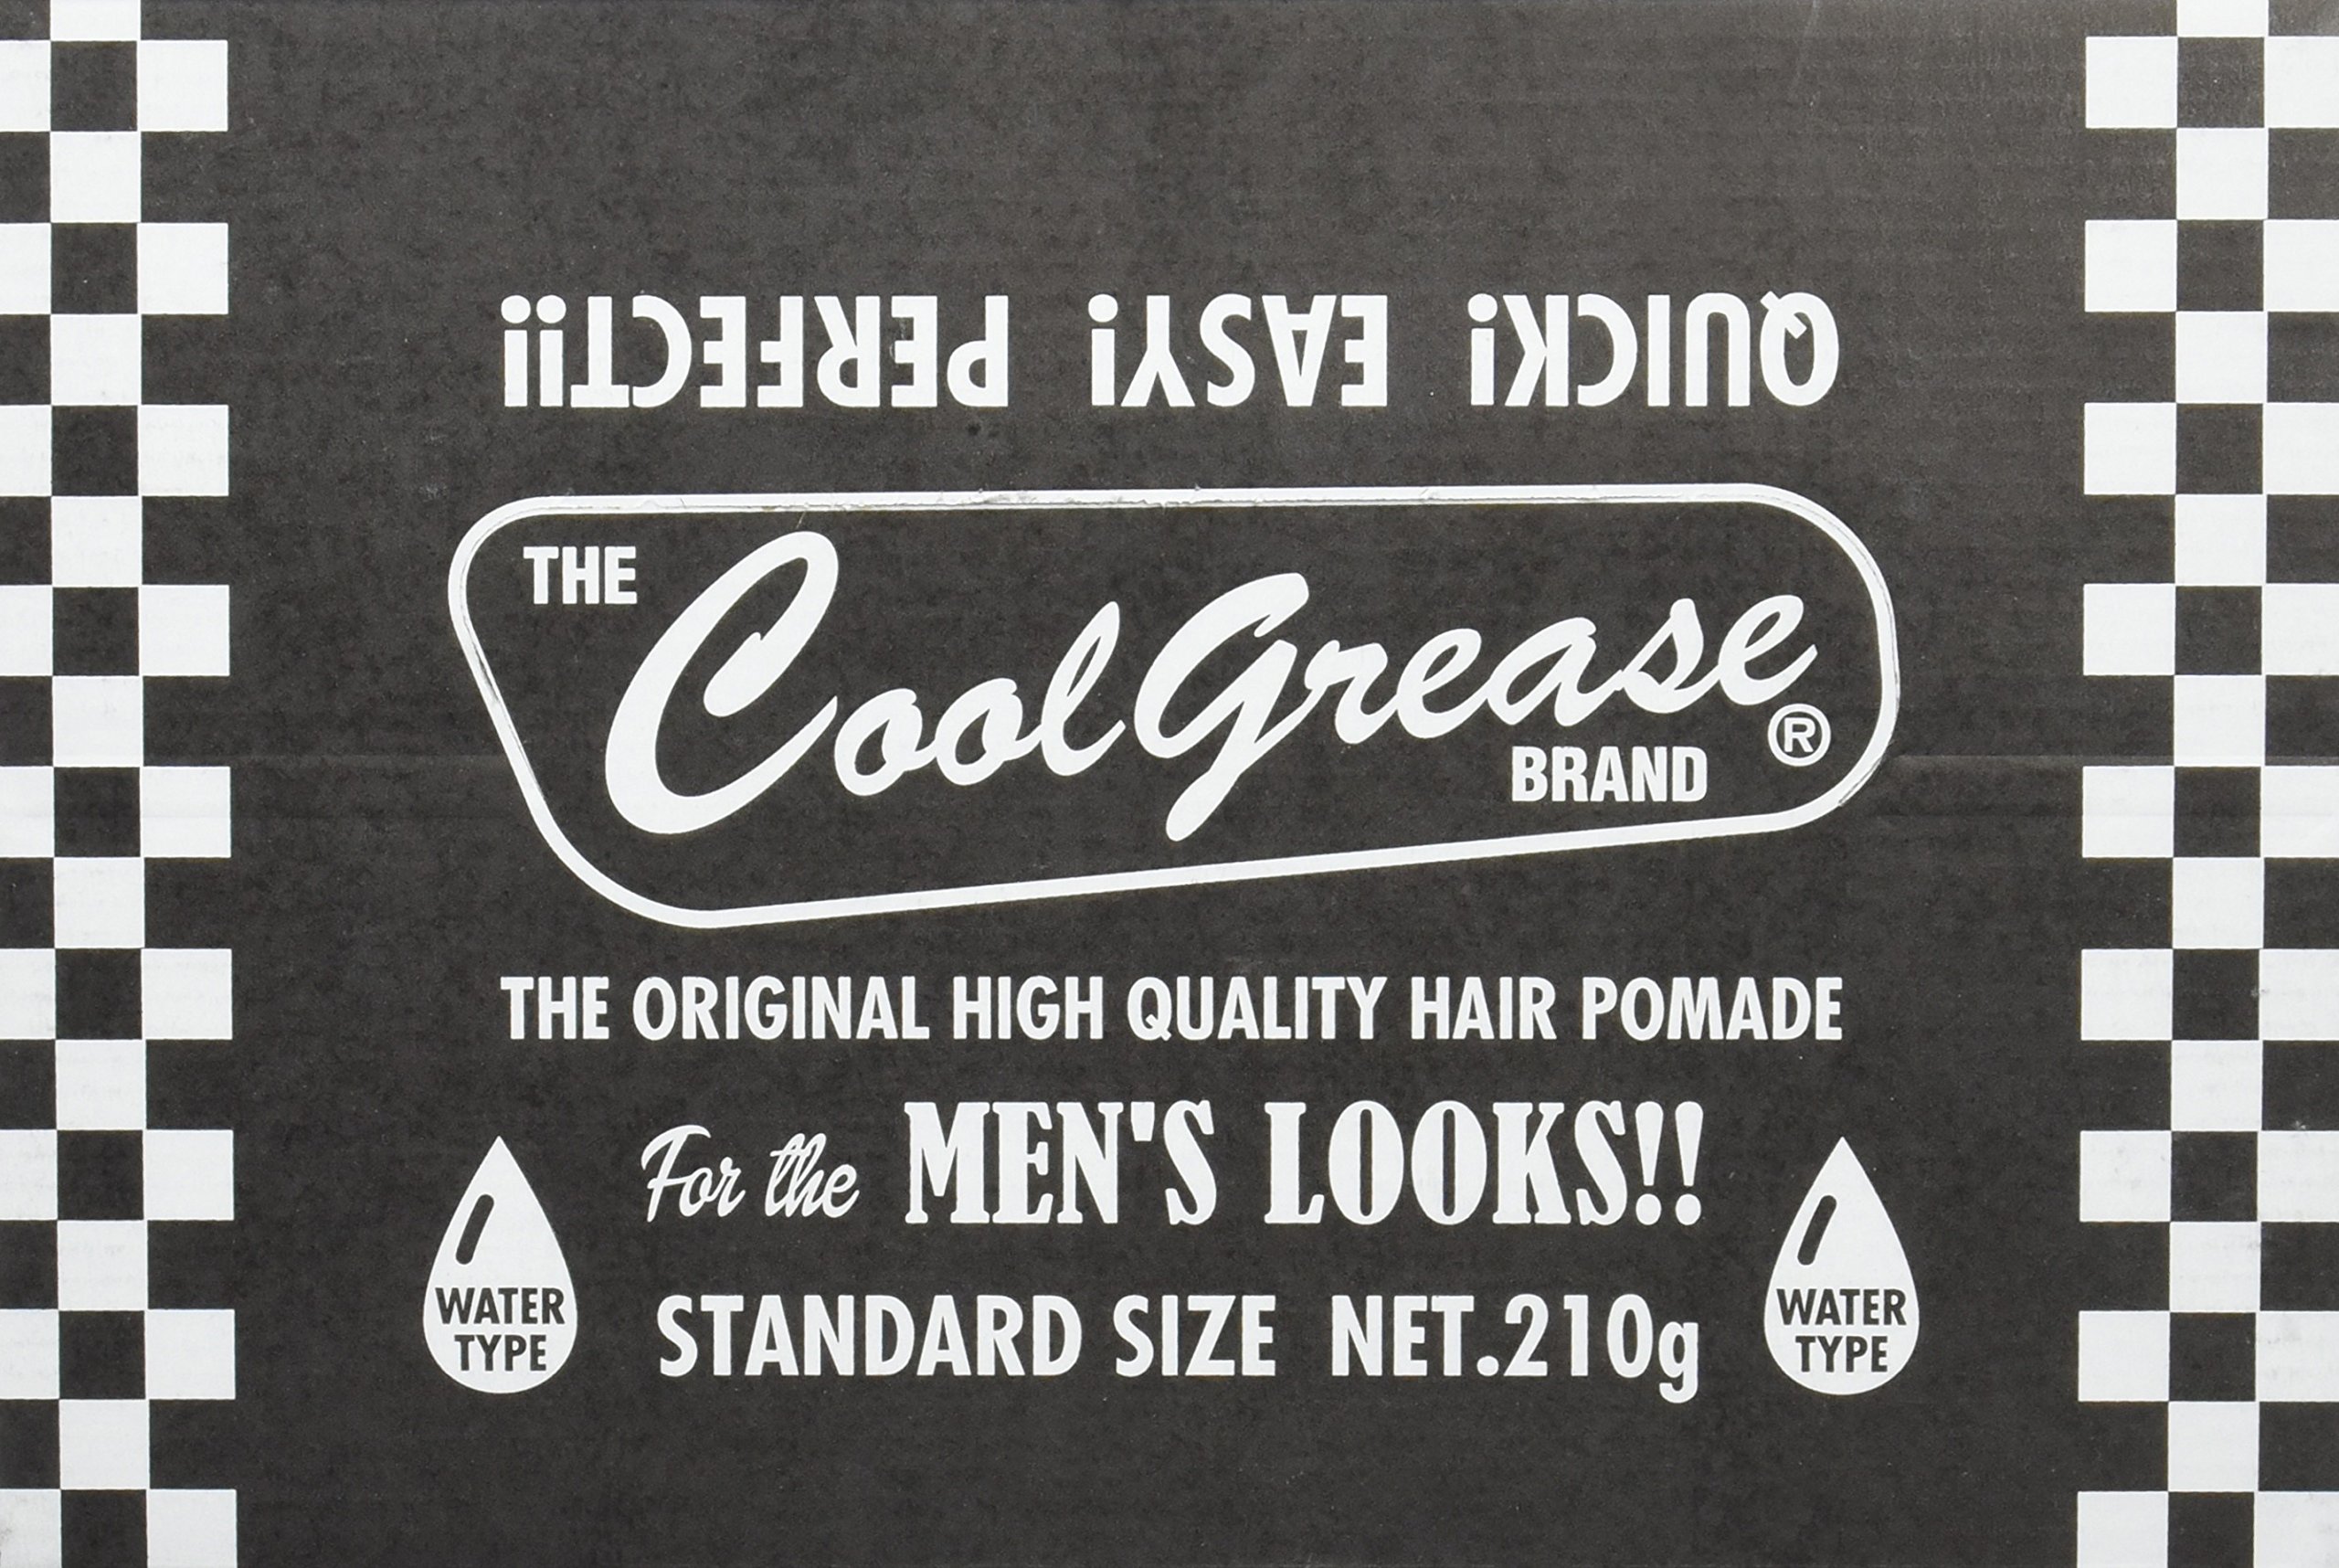 QUICK! EASY! PERFECT!!
THE
Cool Grease
BRAND ®
THE ORIGINAL HIGH QUALITY HAIR POMADE
For the MEN'S LOOKS!!
STANDARD SIZE NET.210g
WATER
TYPE
WATER
TYPE